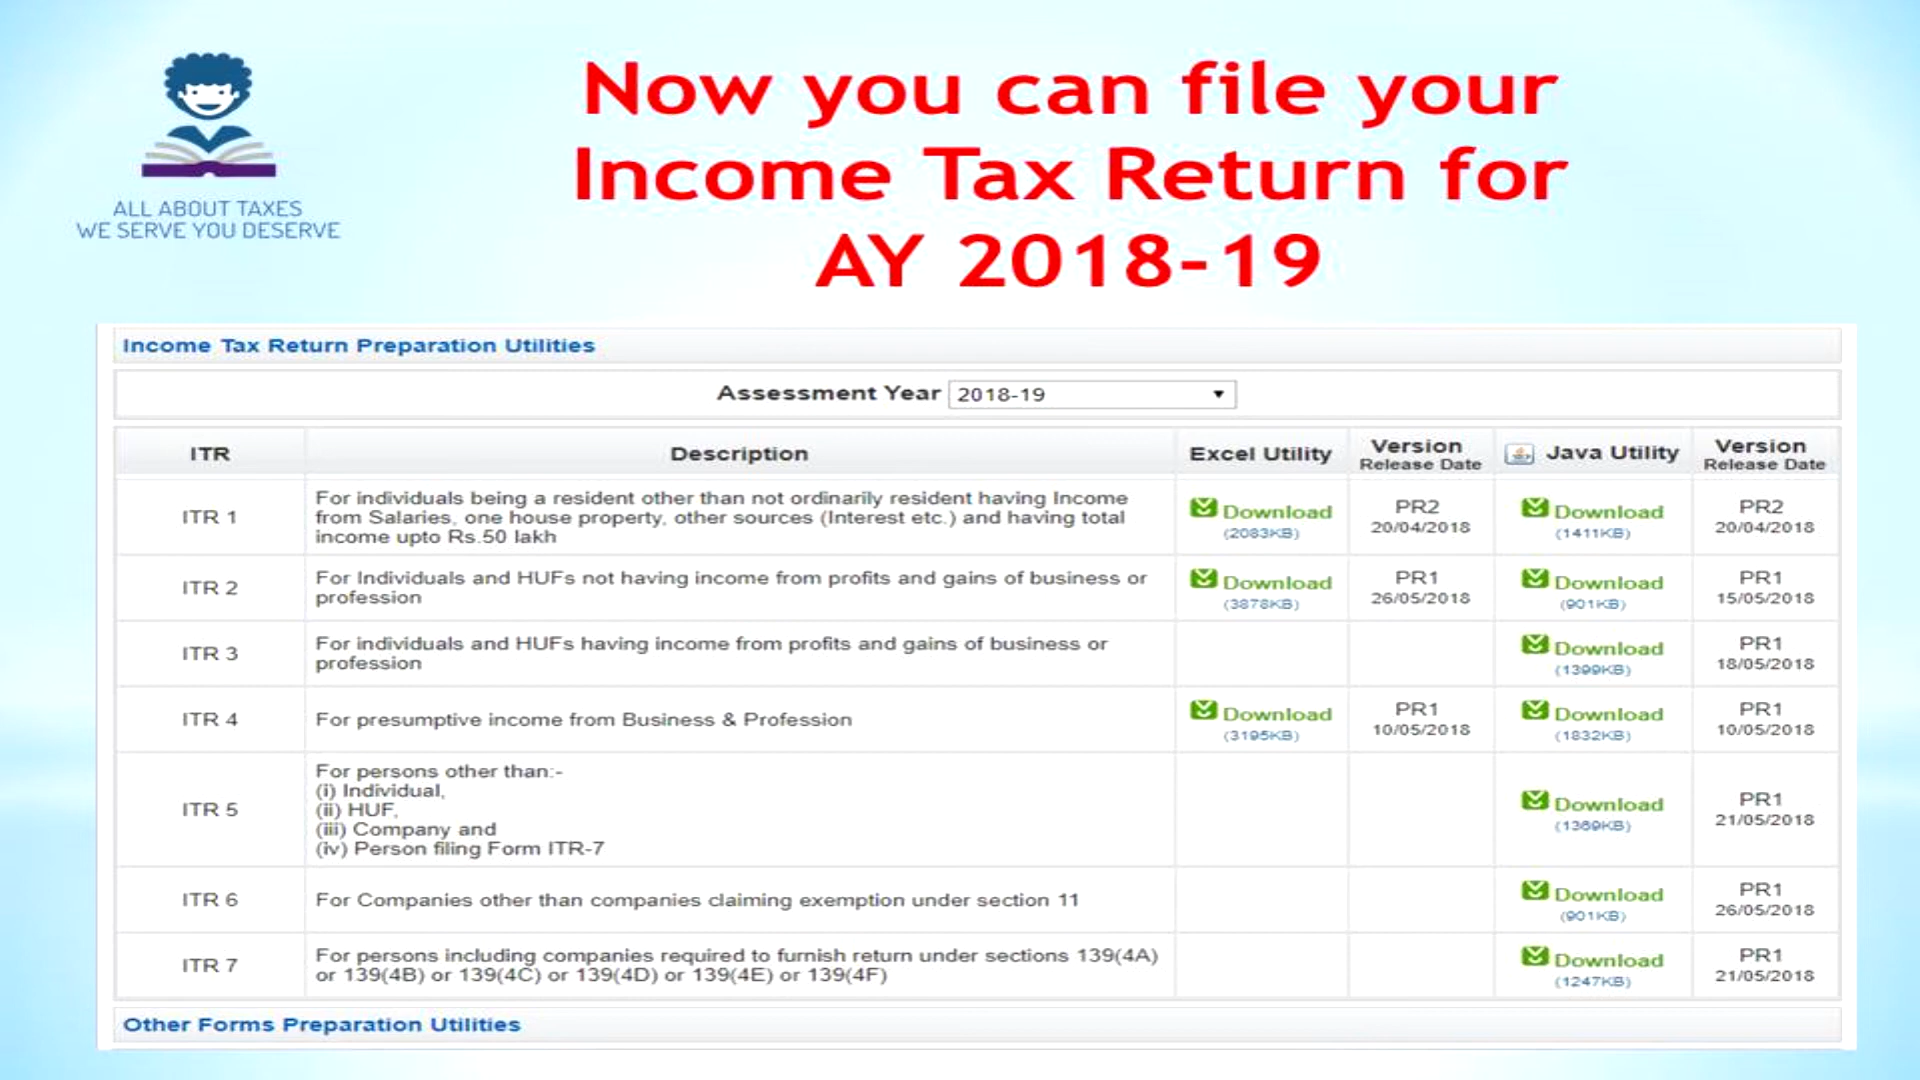 ALL ABOUT TAXES
WE SERVE YOU DESERVE
Now you can file your
Income Tax Return for
AY 2018-19
Income Tax Return Preparation Utilities
Assessment Year 2018-19
ITR Description Excel Utility Version Release Date Java Utility Version Release Date
ITR 1
For individuals being a resident other than not ordinarily resident having Income
from Salaries, one house property, other sources (Interest etc.) and having total
income upto Rs.50 lakh
Download
(2083KB)
PR2
20/04/2018
Download
(1411KB)
PR2
20/04/2018
ITR 2
For Individuals and HUFs not having income from profits and gains of business or
profession
Download
(3878KB)
PR1
26/05/2018
Download
(901KB)
PR1
15/05/2018
ITR 3
For individuals and HUFs having income from profits and gains of business or
profession
Download
(1399KB)
PR1
18/05/2018
ITR 4
For presumptive income from Business & Profession
Download
(3195KB)
PR1
10/05/2018
Download
(1832KB)
PR1
10/05/2018
ITR 5
For persons other than:-
(i) Individual,
(ii) HUF,
(iii) Company and
(iv) Person filing Form ITR-7
Download
(1369KB)
PR1
21/05/2018
ITR 6
For Companies other than companies claiming exemption under section 11
Download
(901KB)
PR1
26/05/2018
ITR 7
For persons including companies required to furnish return under sections 139(4A)
or 139(4B) or 139(4C) or 139(4D) or 139(4E) or 139(4F)
Download
(1247KB)
PR1
21/05/2018
Other Forms Preparation Utilities